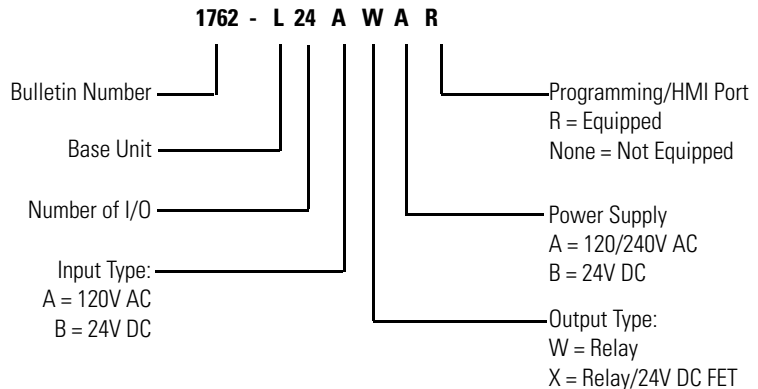 1762 - L 24 A W A R
Bulletin Number
Base Unit
Number of I/O
Input Type:
A = 120V AC
B = 24V DC
Programming/HMI Port
R = Equipped
None = Not Equipped
Power Supply
A = 120/240V AC
B = 24V DC
Output Type:
W = Relay
X = Relay/24V DC FET